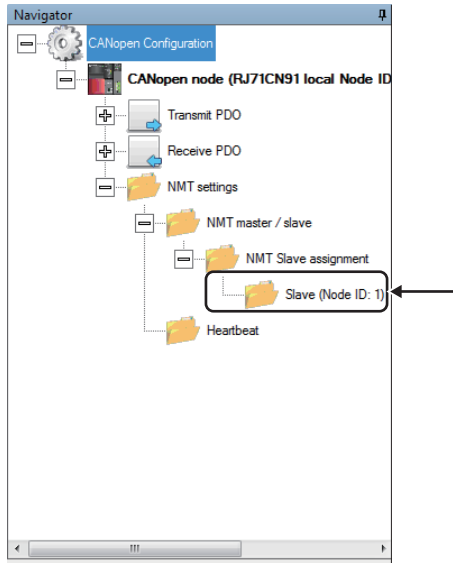 Navigator
CANopen Configuration
CANopen node (RJ71CN91 local Node ID
Transmit PDO
Receive PDO
NMT settings
NMT master / slave
NMT Slave assignment
Slave (Node ID: 1)
Heartbeat